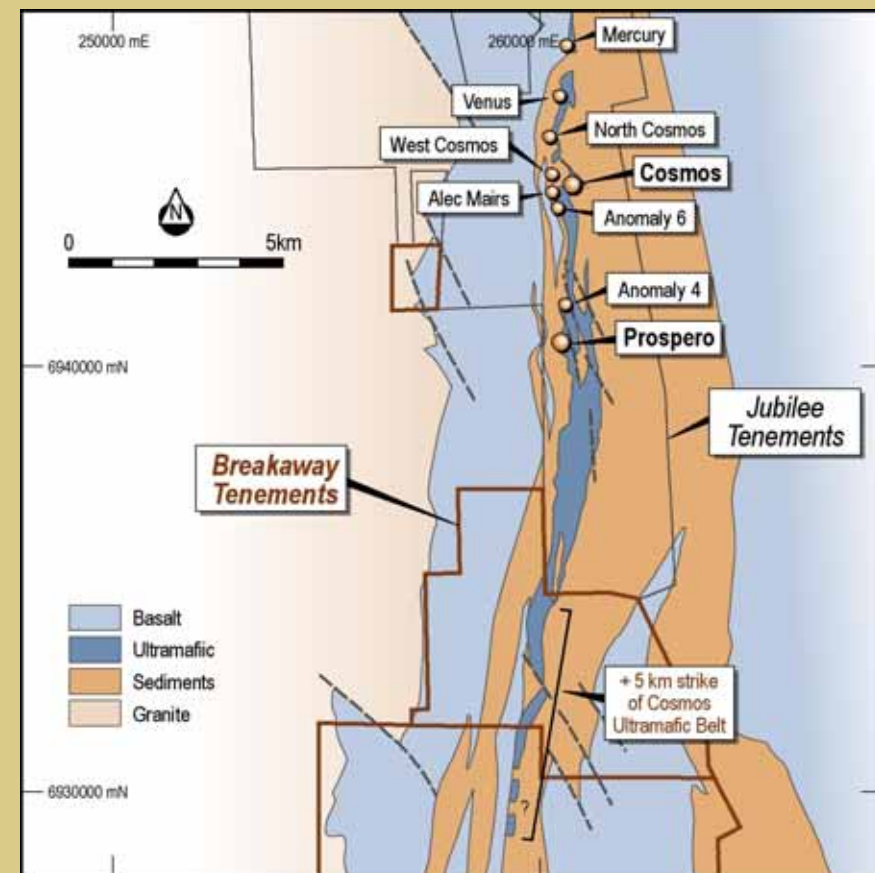 250000 mE
260000 mE
Mercury
Venus
North Cosmos
West Cosmos
Cosmos
Alec Mairs
Anomaly 6
N
0
5km
Anomaly 4
Prospero
6940000 mN
Jubilee
Tenements
Breakaway
Tenements
Basalt
Ultramafiic
Sediments
Granite
+ 5 km strike
of Cosmos
Ultramafic Belt
6930000 mN
?